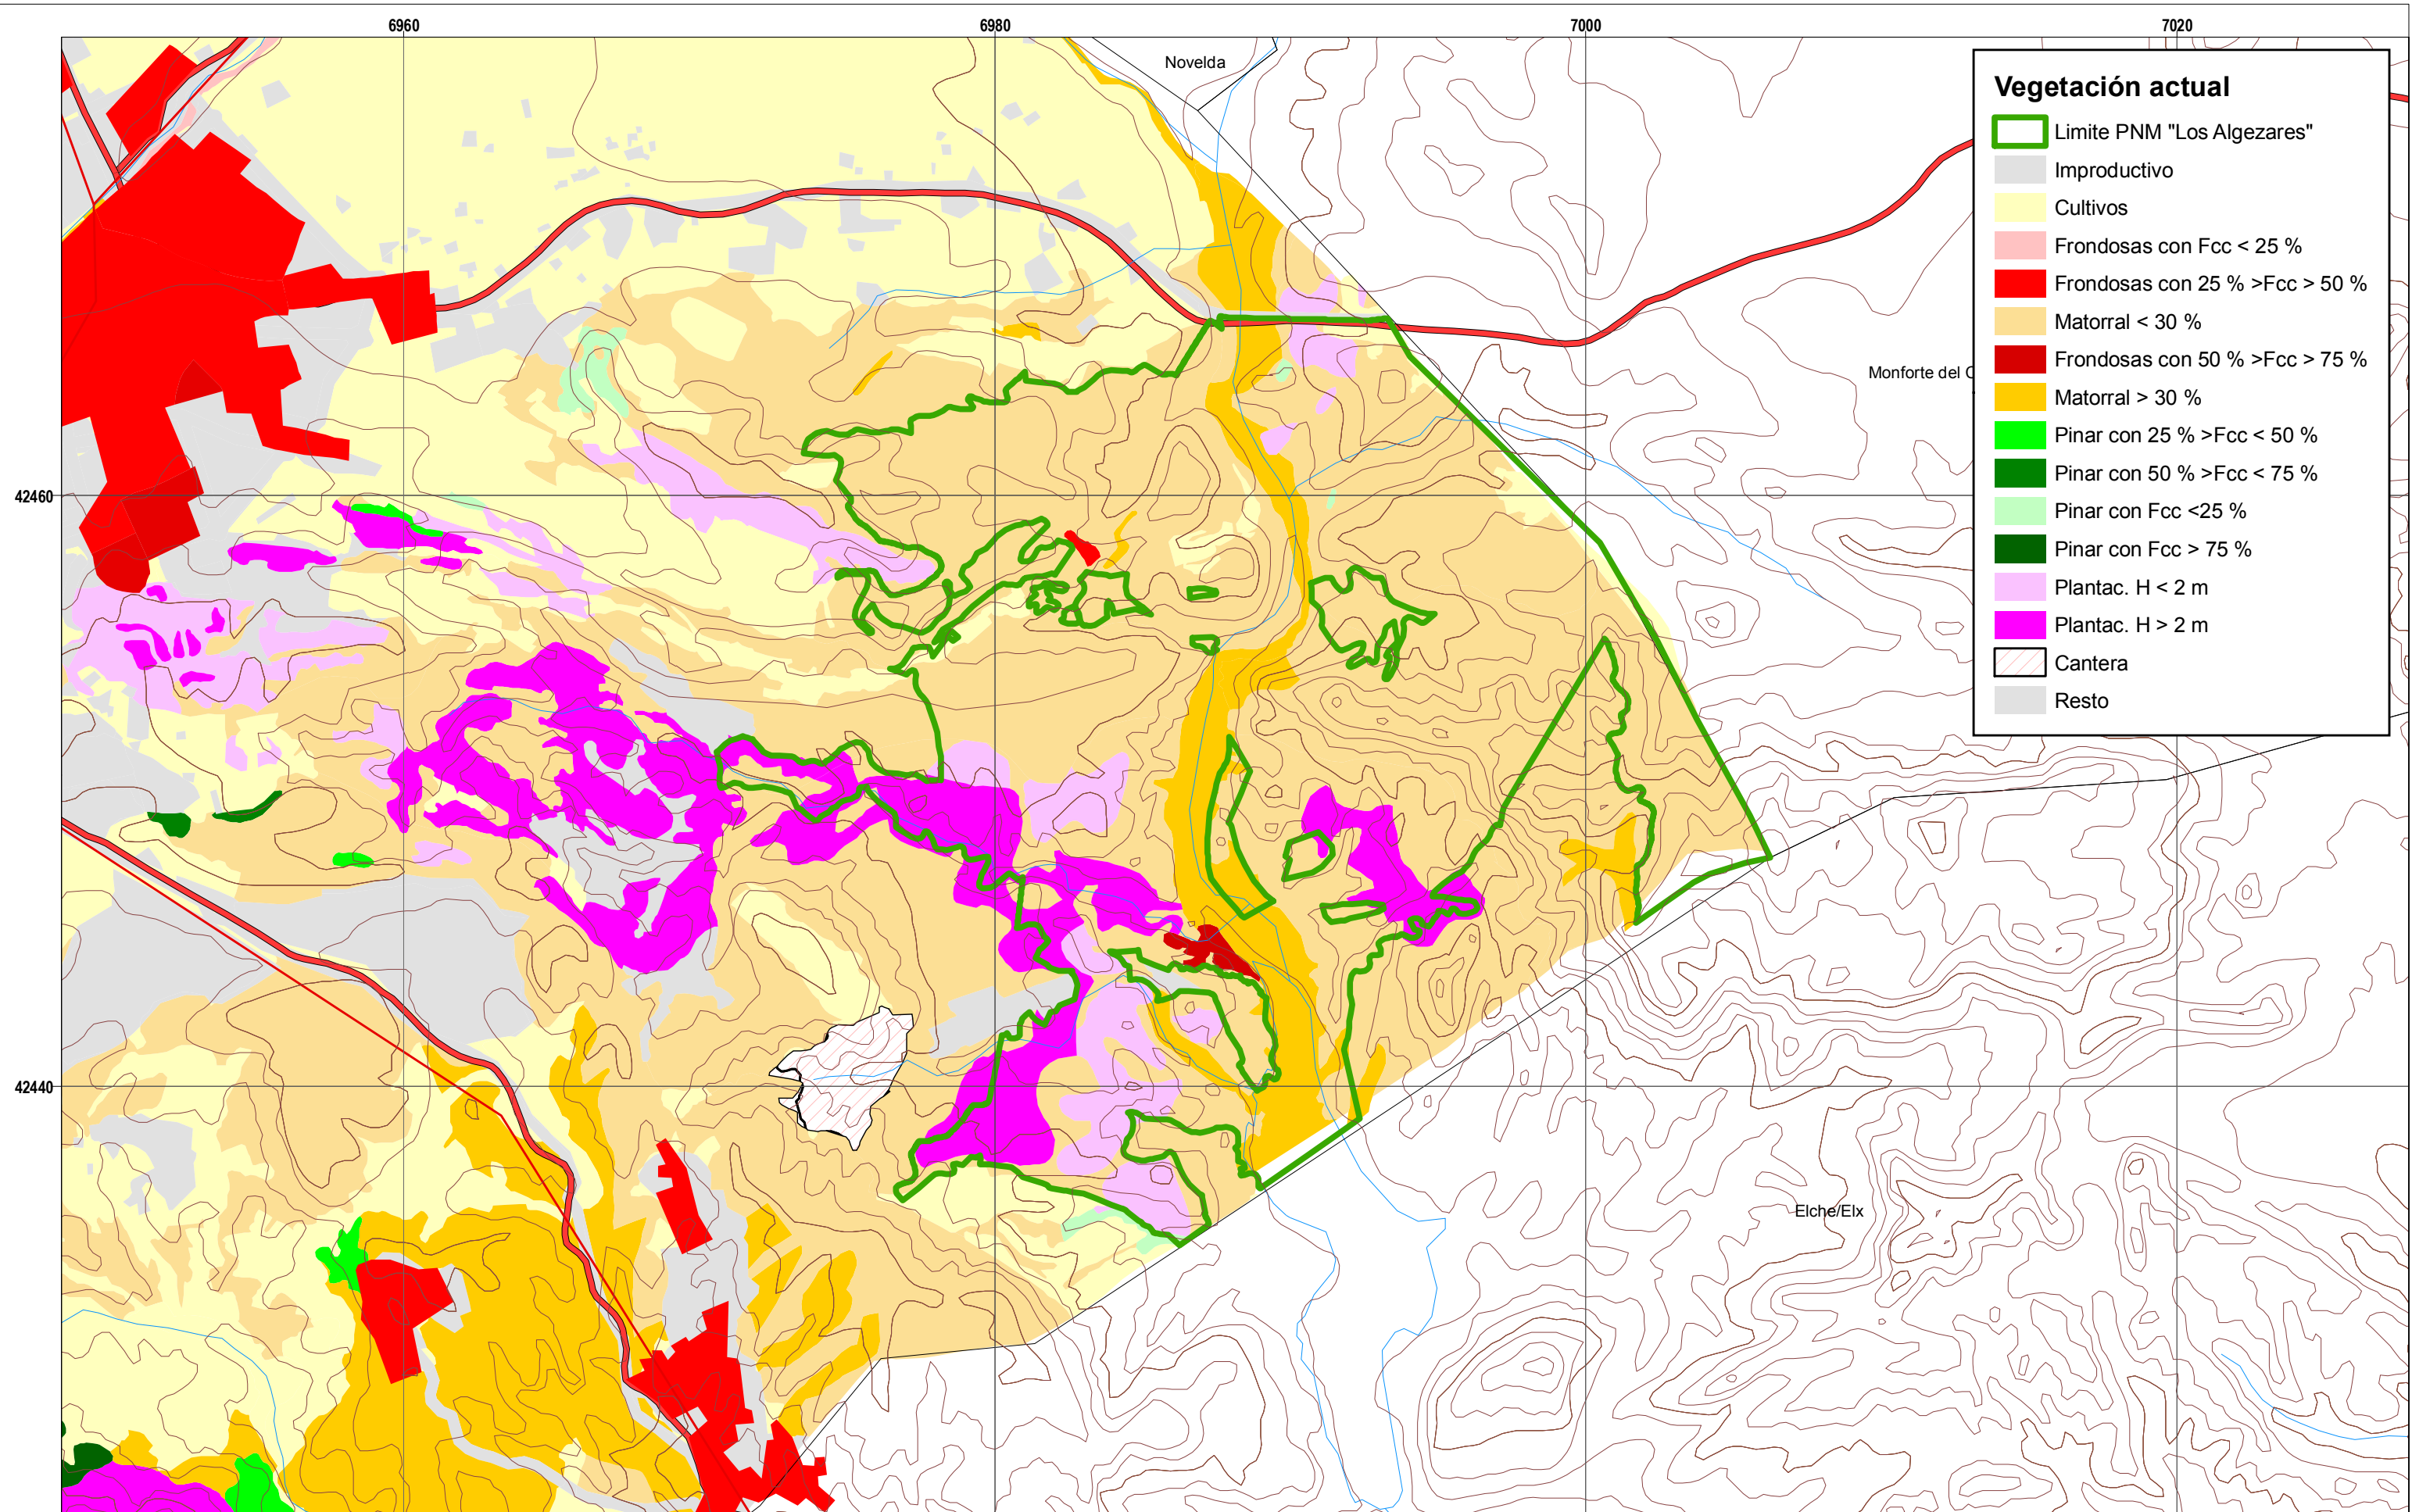 6960
6980
7000
7020
Novelda
Vegetación actual
Limite PNM "Los Algezares"
Improductivo
Cultivos
Frondosas con Fcc < 25 %
Frondosas con 25 % >Fcc > 50 %
Matorral < 30 %
Frondosas con 50 % >Fcc > 75 %
Monforte del C
Matorral > 30 %
Pinar con 25 % >Fcc < 50 %
Pinar con 50 % >Fcc < 75 %
42460
Pinar con Fcc <25 %
Pinar con Fcc > 75 %
Plantac. H < 2 m
Plantac. H > 2 m
Cantera
Resto
42440
Elche/Elx